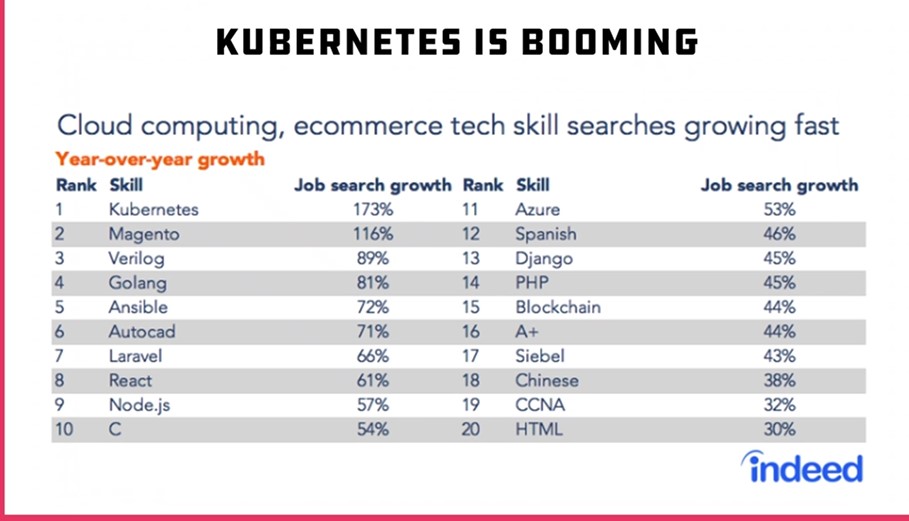 KUBERNETES IS BOOMING
Cloud computing, ecommerce tech skill searches growing fast
Year-over-year growth
Rank Skill Job search growth Rank Skill Job search growth
1 Kubernetes 173% 11 Azure 53%
2 Magento 116% 12 Spanish 46%
3 Verilog 89% 13 Django 45%
4 Golang 81% 14 PHP 45%
5 Ansible 72% 15 Blockchain 44%
6 Autocad 71% 16 A+ 44%
7 Laravel 66% 17 Siebel 43%
8 React 61% 18 Chinese 38%
9 Node.js 57% 19 CCNA 32%
10 C 54% 20 HTML 30%
indeed